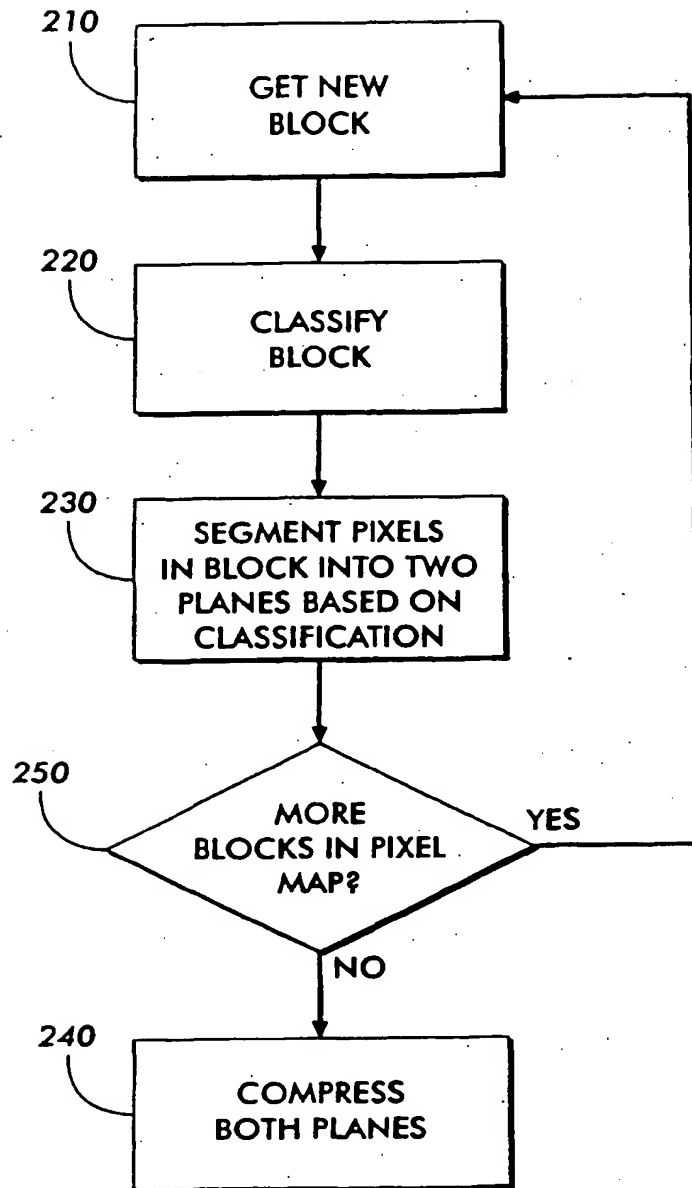 210
GET NEW
BLOCK
220
CLASSIFY
BLOCK
230
SEGMENT PIXELS
IN BLOCK INTO TWO
PLANES BASED ON
CLASSIFICATION
250
MORE
BLOCKS IN PIXEL
MAP?
YES
NO
240
COMPRESS
BOTH PLANES